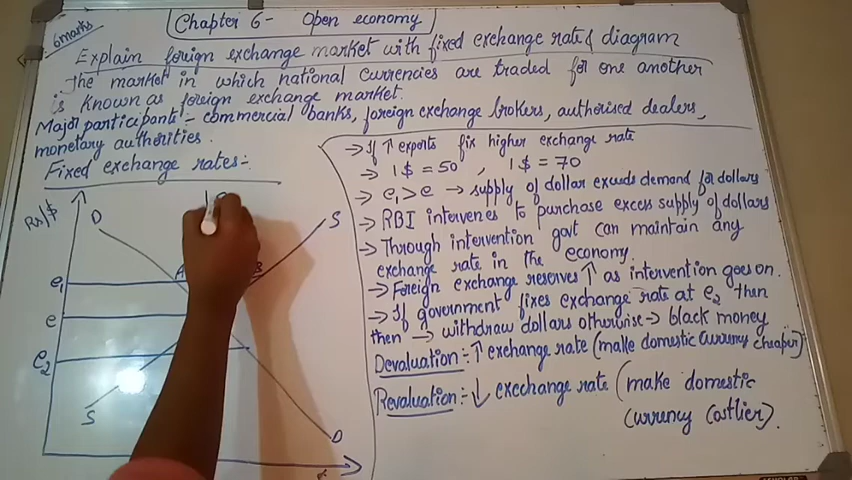 6marks
Chapter 6- Open economy
Explain foreign exchange market with fixed exchange rate & diagram
The market in which national currencies are traded for one another
is known as foreign exchange market.
Major participants - commercial banks, foreign exchange brokers, authorised dealers,
monetary authorities.
Fixed exchange rates:-
Rs/$
D
S
A
B
e1
e
e2
S
D
→ If ↑ exports fix higher exchange rate
→ 1$ = 50, 1$ = 70
→ e1 > e → supply of dollar exceeds demand for dollars
→ RBI intervenes to purchase excess supply of dollars
→ Through intervention govt can maintain any
exchange rate in the economy.
→ Foreign exchange reserves ↑ as intervention goes on.
→ If government fixes exchange rate at e2 then
then → withdraw dollars otherwise → black money
Devaluation:- ↑ exchange rate (make domestic currency cheaper)
Revaluation:- ↓ exechange rate (make domestic
currency costlier).